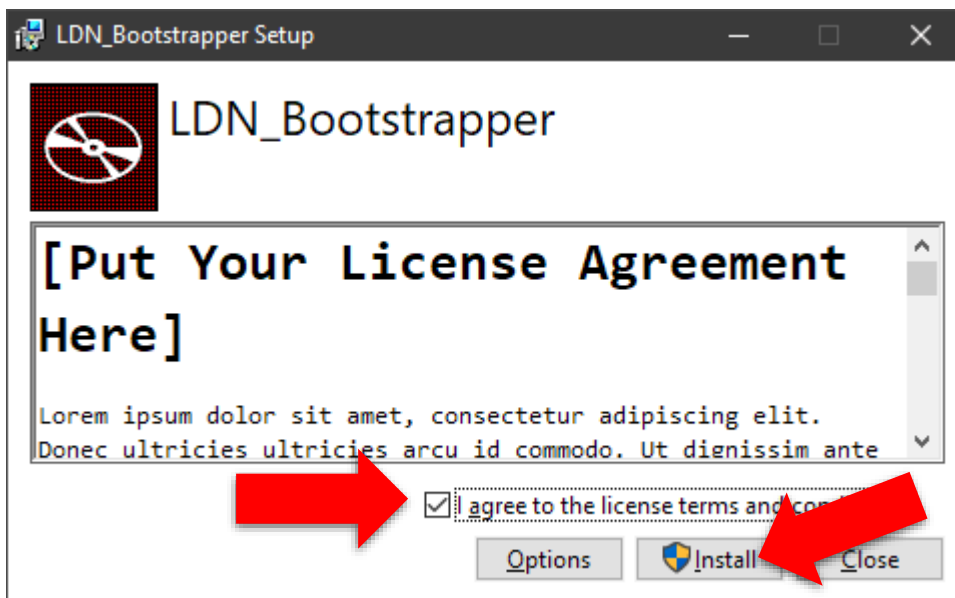 LDN_Bootstrapper Setup
LDN_Bootstrapper
[Put Your License Agreement
Here]
Lorem ipsum dolor sit amet, consectetur adipiscing elit.
Donec ultricies ultricies arcu id commodo. Ut dignissim ante
I agree to the license terms and
Options
Install
Close